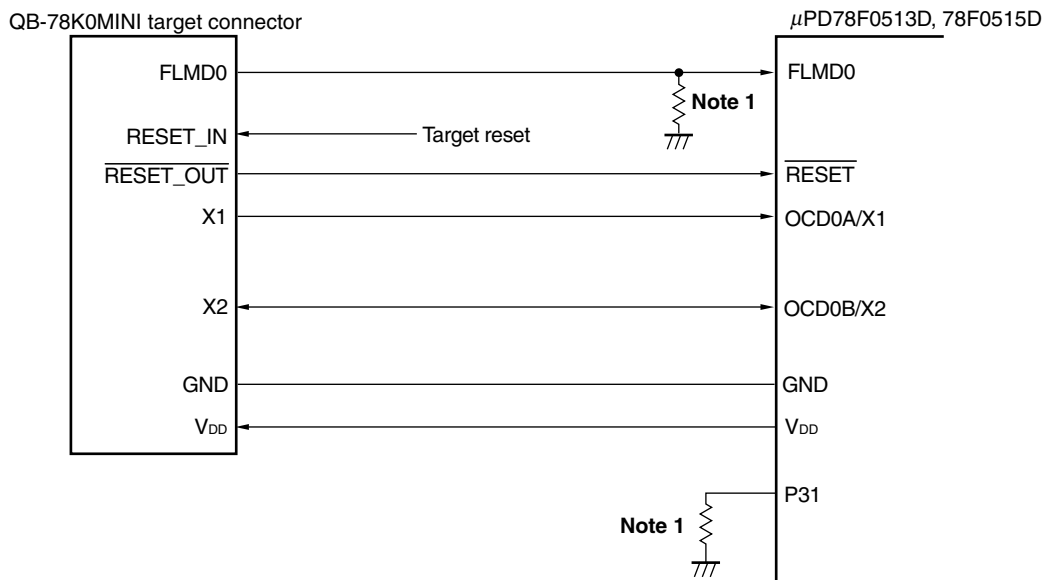 QB-78K0MINI target connector
μPD78F0513D, 78F0515D
FLMD0
FLMD0
Note 1
RESET_IN
Target reset
RESET_OUT
RESET
X1
OCD0A/X1
X2
OCD0B/X2
GND
GND
VDD
VDD
P31
Note 1